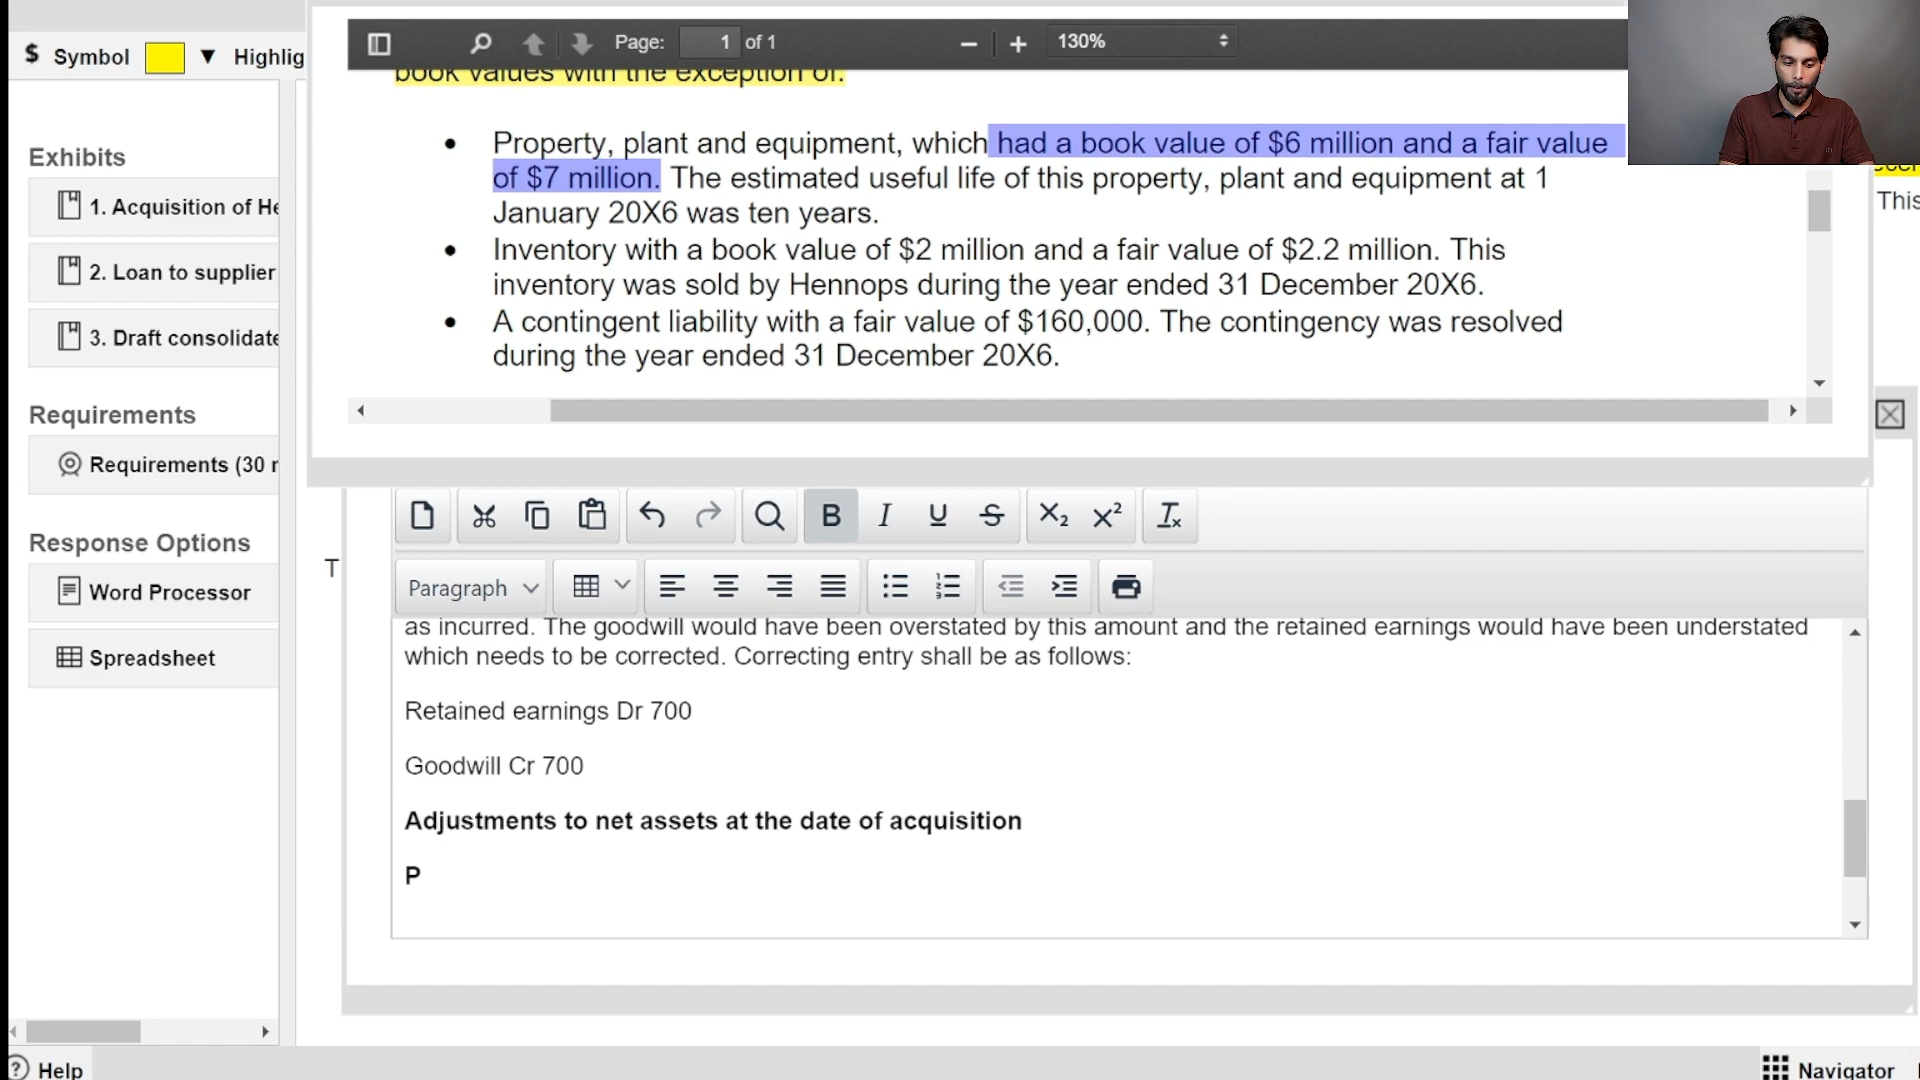 $ Symbol
Highlig
Page: 1 of 1
130%
book values with the exception of:
• Property, plant and equipment, which had a book value of $6 million and a fair value
of $7 million. The estimated useful life of this property, plant and equipment at 1
January 20X6 was ten years.
• Inventory with a book value of $2 million and a fair value of $2.2 million. This
inventory was sold by Hennops during the year ended 31 December 20X6.
• A contingent liability with a fair value of $160,000. The contingency was resolved
during the year ended 31 December 20X6.
This
Exhibits
1. Acquisition of He
2. Loan to supplier
3. Draft consolidate
Requirements
Requirements (30 r
Response Options
Word Processor
Spreadsheet
T
B I U S X₂ X² Tx
Paragraph
as incurred. The goodwill would have been overstated by this amount and the retained earnings would have been understated
which needs to be corrected. Correcting entry shall be as follows:
Retained earnings Dr 700
Goodwill Cr 700
Adjustments to net assets at the date of acquisition
P
Help
Navigator